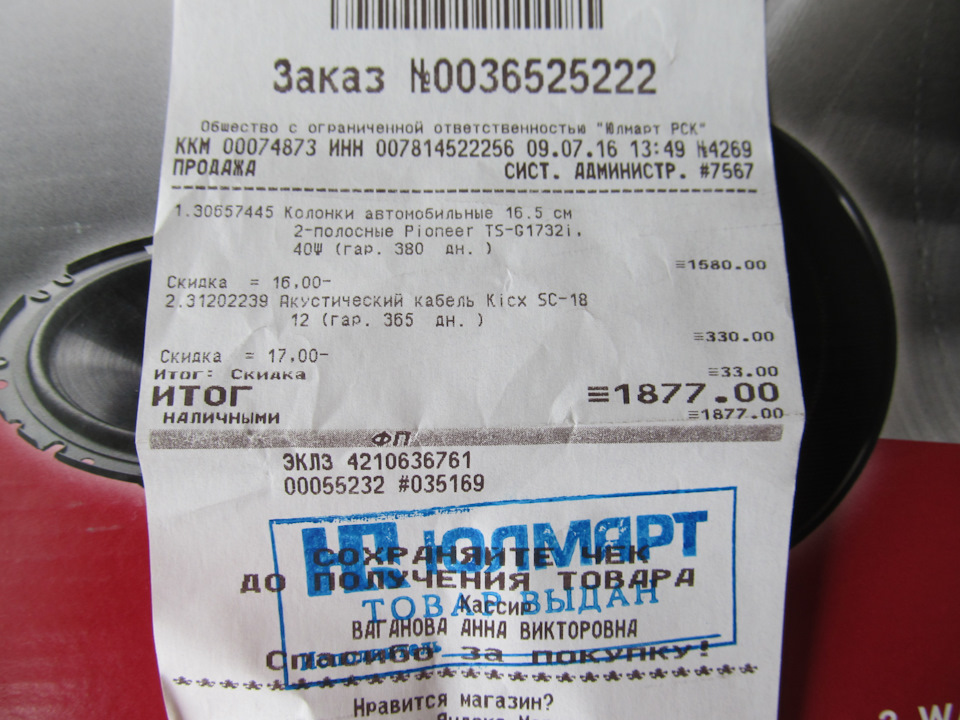 Заказ №0036525222
Общество с ограниченной ответственностью "Юлмарт РСК"
ККМ 00074873 ИНН 007814522256 09.07.16 13:49 №4269
ПРОДАЖА СИСТ. АДМИНИСТР. #7567
1.30657445 Колонки автомобильные 16.5 см
2-полосные Pioneer TS-G1732i.
40W (гар. 380 дн. )
≡1580.00
Скидка = 16,00-
2.31202239 Акустический кабель Kicx SC-18
12 (гар. 365 дн. )
≡330.00
Скидка = 17,00-
Итог: Скидка ≡33.00
ИТОГ ≡1877.00
НАЛИЧНЫМИ ≡1877.00
ФП
ЭКЛЗ 4210636761
00055232 #035169
ЮЛМАРТ
СОХРАНЯЙТЕ ЧЕК
ДО ПОЛУЧЕНИЯ ТОВАРА
ТОВАР ВЫДАН
Кассир
ВАГАНОВА АННА ВИКТОРОВНА
Спасибо за покупку!
Нравится магазин?